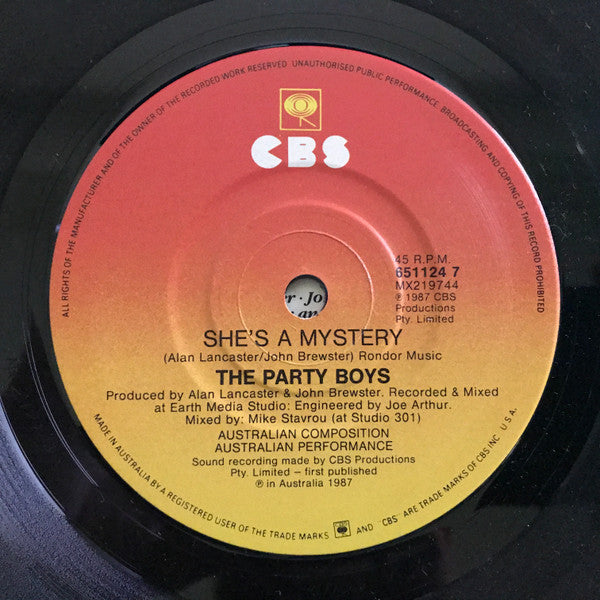 ALL RIGHTS OF THE MANUFACTURER AND OF THE OWNER OF THE RECORDED WORK RESERVED. UNAUTHORISED PUBLIC PERFORMANCE, BROADCASTING AND COPYING OF THIS RECORD PROHIBITED
CBS
45 R.P.M.
651124 7
MX219744
℗ 1987 CBS
Productions
Pty. Limited
r · Jo
an
SHE'S A MYSTERY
(Alan Lancaster/John Brewster) Rondor Music
THE PARTY BOYS
Produced by Alan Lancaster & John Brewster. Recorded & Mixed
at Earth Media Studio: Engineered by Joe Arthur.
Mixed by: Mike Stavrou (at Studio 301)
AUSTRALIAN COMPOSITION
AUSTRALIAN PERFORMANCE
Sound recording made by CBS Productions
Pty. Limited – first published
℗ in Australia 1987
MADE IN AUSTRALIA BY A REGISTERED USER OF THE TRADE MARKS AND 'CBS' ARE TRADE MARKS OF CBS INC U.S.A.